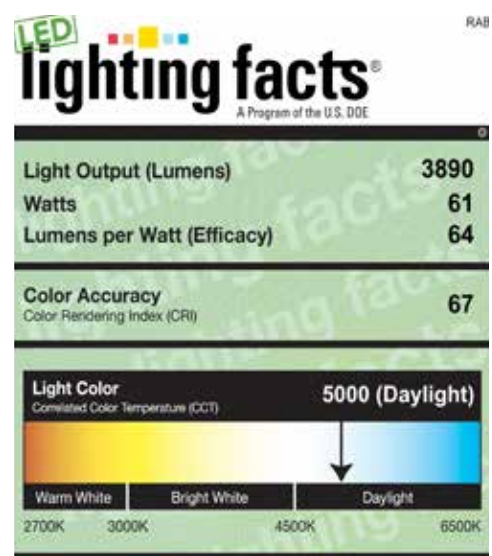 RAB
LED
lighting facts®
A Program of the U.S. DOE
Light Output (Lumens) 3890
Watts 61
Lumens per Watt (Efficacy) 64
Color Accuracy 67
Color Rendering Index (CRI)
Light Color 5000 (Daylight)
Correlated Color Temperature (CCT)
Warm White Bright White Daylight
2700K 3000K 4500K 6500K